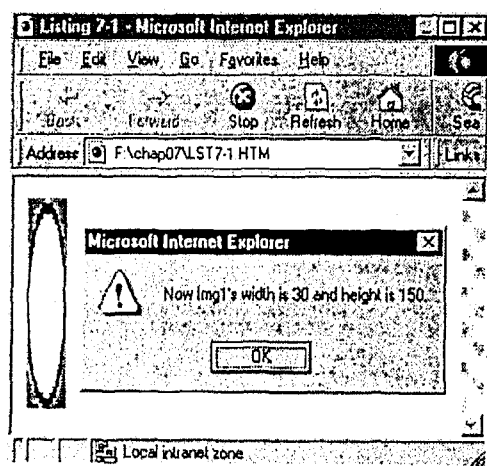 Listing 7-1 - Microsoft Internet Explorer
File Edit View Go Favorites Help
Back Forward Stop Refresh Home Sea
Address F:\chap07\LST7-1.HTM Links
Microsoft Internet Explorer
Now Img1's width is 30 and height is 150.
OK
Local intranet zone